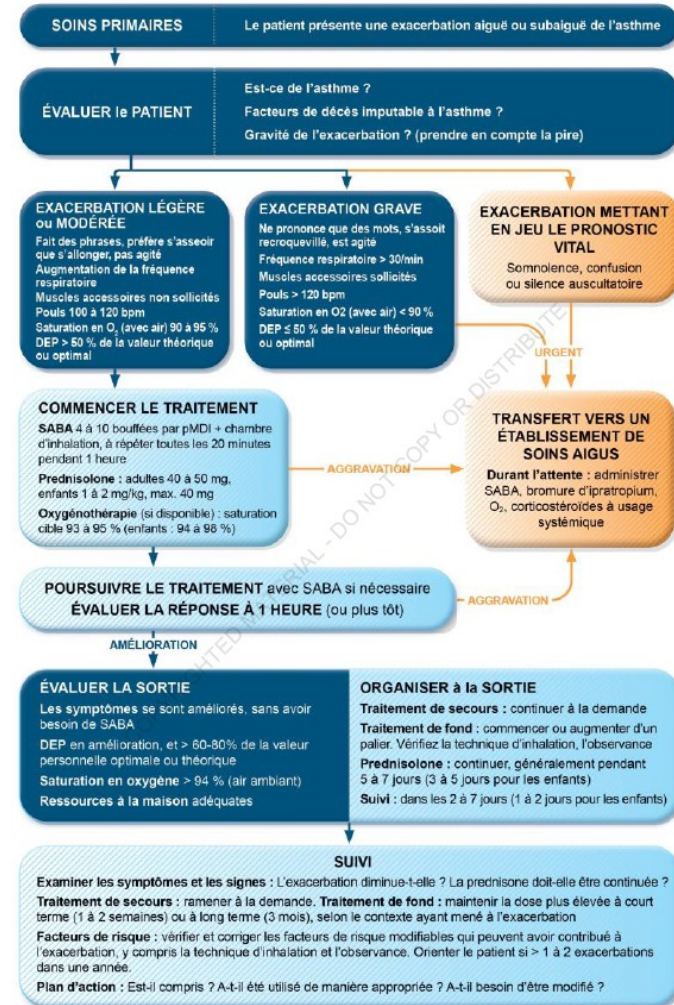 SOINS PRIMAIRES
Le patient présente une exacerbation aiguë ou subaiguë de l'asthme
ÉVALUER le PATIENT
Est-ce de l'asthme ?
Facteurs de décès imputable à l'asthme ?
Gravité de l'exacerbation ? (prendre en compte la pire)
EXACERBATION LÉGÈRE
ou MODÉRÉE
Fait des phrases, préfère s'asseoir
que s'allonger, pas agité
Augmentation de la fréquence
respiratoire
Muscles accessoires non sollicités
Pouls 100 à 120 bpm
Saturation en O₂ (avec air) 90 à 95 %
DEP > 50 % de la valeur théorique
ou optimal
EXACERBATION GRAVE
Ne prononce que des mots, s'assoit
recroquevillé, est agité
Fréquence respiratoire > 30/min
Muscles accessoires sollicités
Pouls > 120 bpm
Saturation en O2 (avec air) < 90 %
DEP ≤ 50 % de la valeur théorique
ou optimal
EXACERBATION METTANT
EN JEU LE PRONOSTIC
VITAL
Somnolence, confusion
ou silence auscultatoire
URGENT
COMMENCER LE TRAITEMENT
SABA 4 à 10 bouffées par pMDI + chambre
d'inhalation, à répéter toutes les 20 minutes
pendant 1 heure
Prednisolone : adultes 40 à 50 mg,
enfants 1 à 2 mg/kg, max. 40 mg
Oxygénothérapie (si disponible) : saturation
cible 93 à 95 % (enfants : 94 à 98 %)
AGGRAVATION
TRANSFERT VERS UN
ÉTABLISSEMENT DE
SOINS AIGUS
Durant l'attente : administrer
SABA, bromure d'ipratropium,
O₂, corticostéroïdes à usage
systémique
POURSUIVRE LE TRAITEMENT avec SABA si nécessaire
ÉVALUER LA RÉPONSE À 1 HEURE (ou plus tôt)
AGGRAVATION
AMÉLIORATION
ÉVALUER LA SORTIE
Les symptômes se sont améliorés, sans avoir
besoin de SABA
DEP en amélioration, et > 60-80% de la valeur
personnelle optimale ou théorique
Saturation en oxygène > 94 % (air ambiant)
Ressources à la maison adéquates
ORGANISER à la SORTIE
Traitement de secours : continuer à la demande
Traitement de fond : commencer ou augmenter d'un
palier. Vérifiez la technique d'inhalation, l'observance
Prednisolone : continuer, généralement pendant
5 à 7 jours (3 à 5 jours pour les enfants)
Suivi : dans les 2 à 7 jours (1 à 2 jours pour les enfants)
SUIVI
Examiner les symptômes et les signes : L'exacerbation diminue-t-elle ? La prednisone doit-elle être continuée ?
Traitement de secours : ramener à la demande. Traitement de fond : maintenir la dose plus élevée à court
terme (1 à 2 semaines) ou à long terme (3 mois), selon le contexte ayant mené à l'exacerbation
Facteurs de risque : vérifier et corriger les facteurs de risque modifiables qui peuvent avoir contribué à
l'exacerbation, y compris la technique d'inhalation et l'observance. Orienter le patient si > 1 à 2 exacerbations
dans une année.
Plan d'action : Est-il compris ? A-t-il été utilisé de manière appropriée ? A-t-il besoin d'être modifié ?
MATERIAL - DO NOT COPY OR DISTRIBUTE